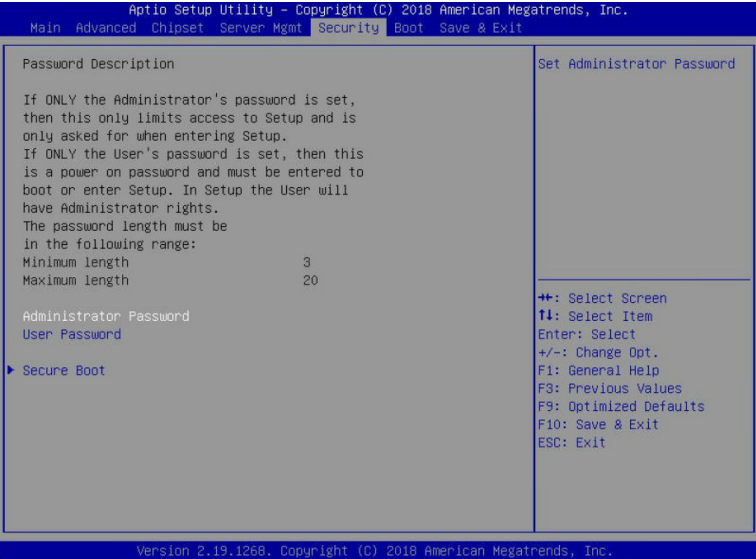 Aptio Setup Utility – Copyright (C) 2018 American Megatrends, Inc.
Main Advanced Chipset Server Mgmt Security Boot Save & Exit
Password Description
If ONLY the Administrator's password is set,
then this only limits access to Setup and is
only asked for when entering Setup.
If ONLY the User's password is set, then this
is a power on password and must be entered to
boot or enter Setup. In Setup the User will
have Administrator rights.
The password length must be
in the following range:
Minimum length 3
Maximum length 20
Administrator Password
User Password
Secure Boot
Set Administrator Password
→←: Select Screen
↑↓: Select Item
Enter: Select
+/-: Change Opt.
F1: General Help
F3: Previous Values
F9: Optimized Defaults
F10: Save & Exit
ESC: Exit
Version 2.19.1268. Copyright (C) 2018 American Megatrends, Inc.